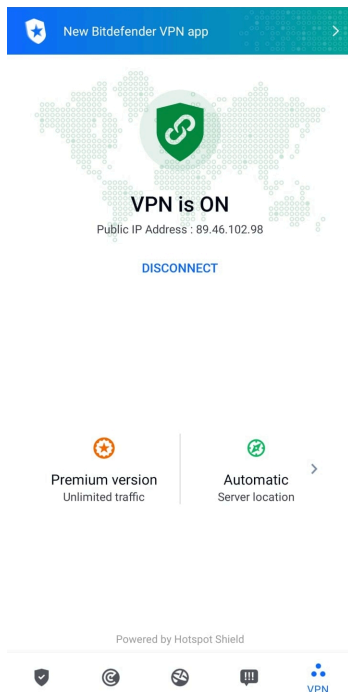 New Bitdefender VPN app
VPN is ON
Public IP Address : 89.46.102.98
DISCONNECT
Premium version
Unlimited traffic
Automatic
Server location
Powered by Hotspot Shield
VPN